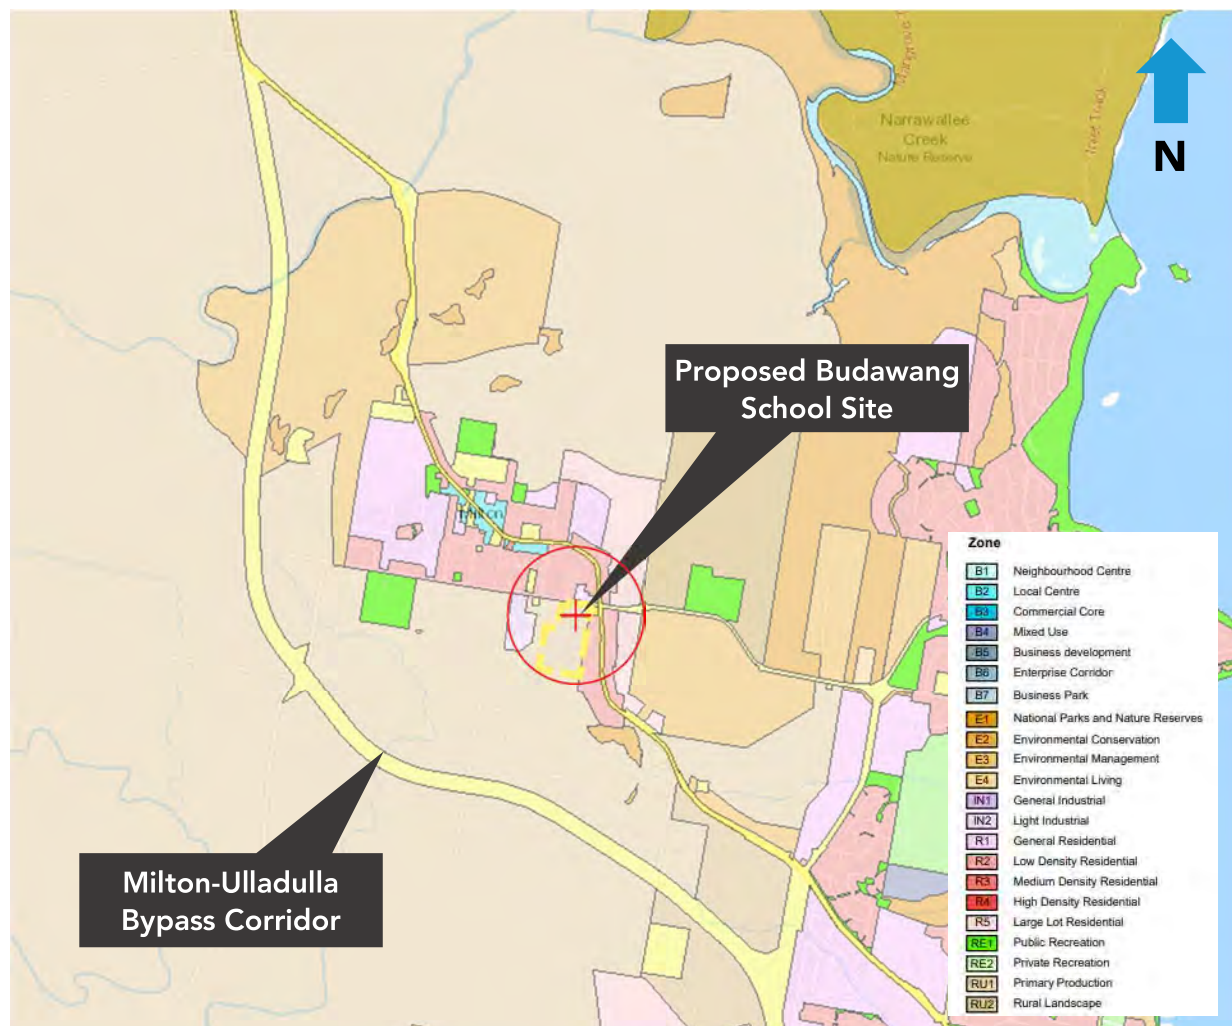 Mangrove
Inlet Track
Narrawallee
Creek
Nature Reserve
N
Proposed Budawang
School Site
Milton
Milton-Ulladulla
Bypass Corridor
Zone
B1 Neighbourhood Centre
B2 Local Centre
B3 Commercial Core
B4 Mixed Use
B5 Business development
B6 Enterprise Corridor
B7 Business Park
E1 National Parks and Nature Reserves
E2 Environmental Conservation
E3 Environmental Management
E4 Environmental Living
IN1 General Industrial
IN2 Light Industrial
R1 General Residential
R2 Low Density Residential
R3 Medium Density Residential
R4 High Density Residential
R5 Large Lot Residential
RE1 Public Recreation
RE2 Private Recreation
RU1 Primary Production
RU2 Rural Landscape